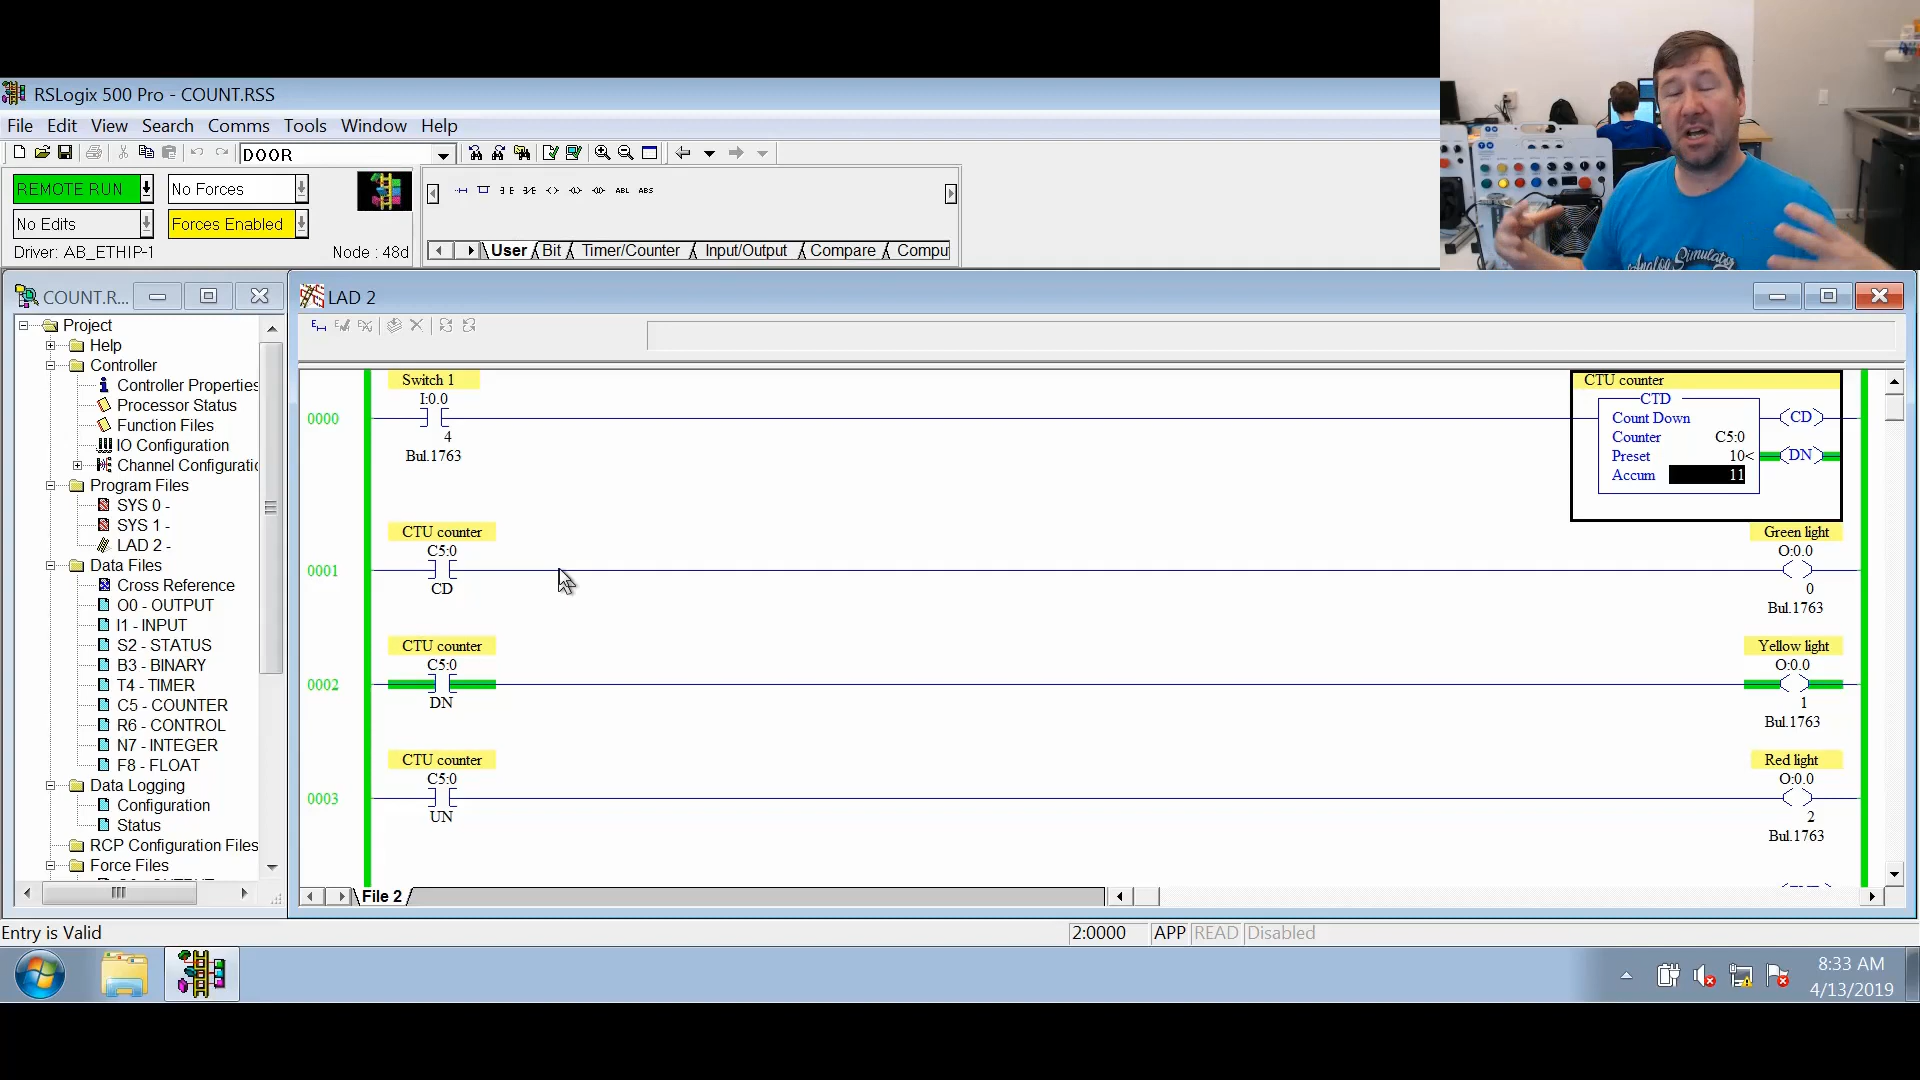 RSLogix 500 Pro - COUNT.RSS
File Edit View Search Comms Tools Window Help
DOOR
REMOTE RUN No Forces
No Edits Forces Enabled
Driver: AB_ETHIP-1 Node : 48d
ABL ABS
User Bit Timer/Counter Input/Output Compare Compu
Analog Simulator
COUNT.R...
LAD 2
Project
Help
Controller
Controller Properties
Processor Status
Function Files
IO Configuration
Channel Configuratic
Program Files
SYS 0 -
SYS 1 -
LAD 2 -
Data Files
Cross Reference
O0 - OUTPUT
I1 - INPUT
S2 - STATUS
B3 - BINARY
T4 - TIMER
C5 - COUNTER
R6 - CONTROL
N7 - INTEGER
F8 - FLOAT
Data Logging
Configuration
Status
RCP Configuration Files
Force Files
Switch 1
I:0.0
0000
4
Bul.1763
CTU counter
CTD
Count Down
Counter C5:0
Preset 10<
Accum 11
CD
DN
CTU counter
C5:0
0001
CD
Green light
O:0.0
0
Bul.1763
CTU counter
C5:0
0002
DN
Yellow light
O:0.0
1
Bul.1763
CTU counter
C5:0
0003
UN
Red light
O:0.0
2
Bul.1763
File 2
Entry is Valid
2:0000 APP READ Disabled
8:33 AM
4/13/2019